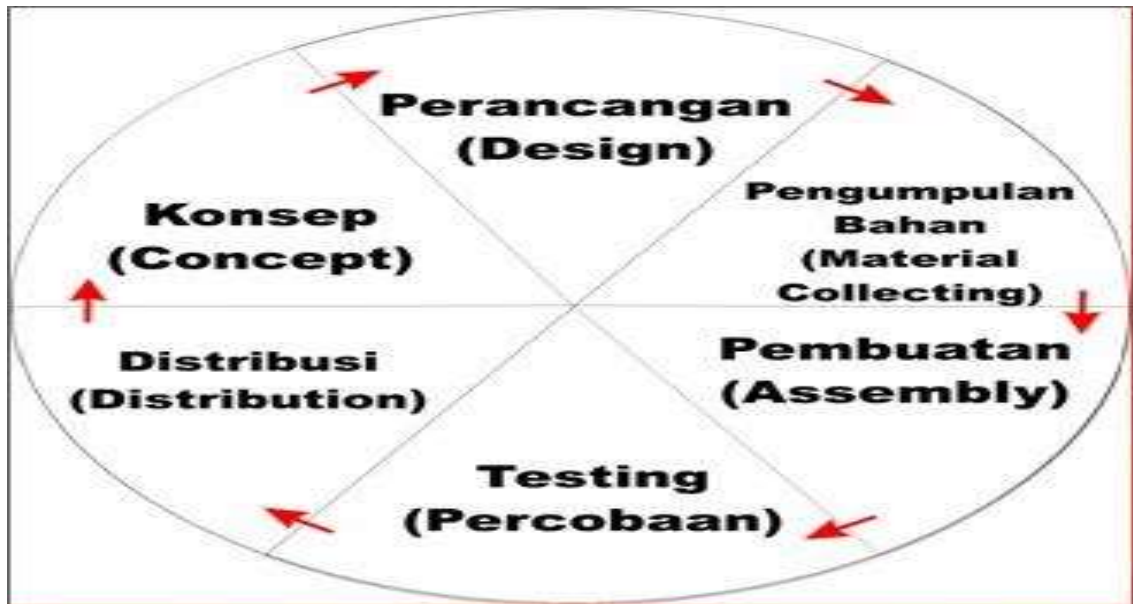 Perancangan
(Design)
Pengumpulan
Bahan
(Material
Collecting)
Konsep
(Concept)
Pembuatan
(Assembly)
Distribusi
(Distribution)
Testing
(Percobaan)